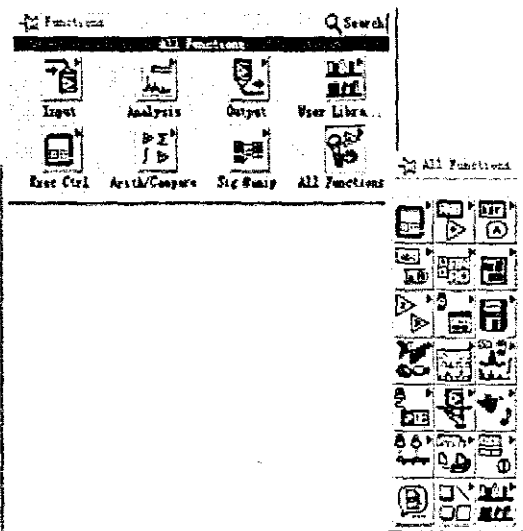 Functions Search
All Functions
Input Analysis Output User Libra...
Exec Ctrl Arith/Compare Sig Manip All Functions
All Functions